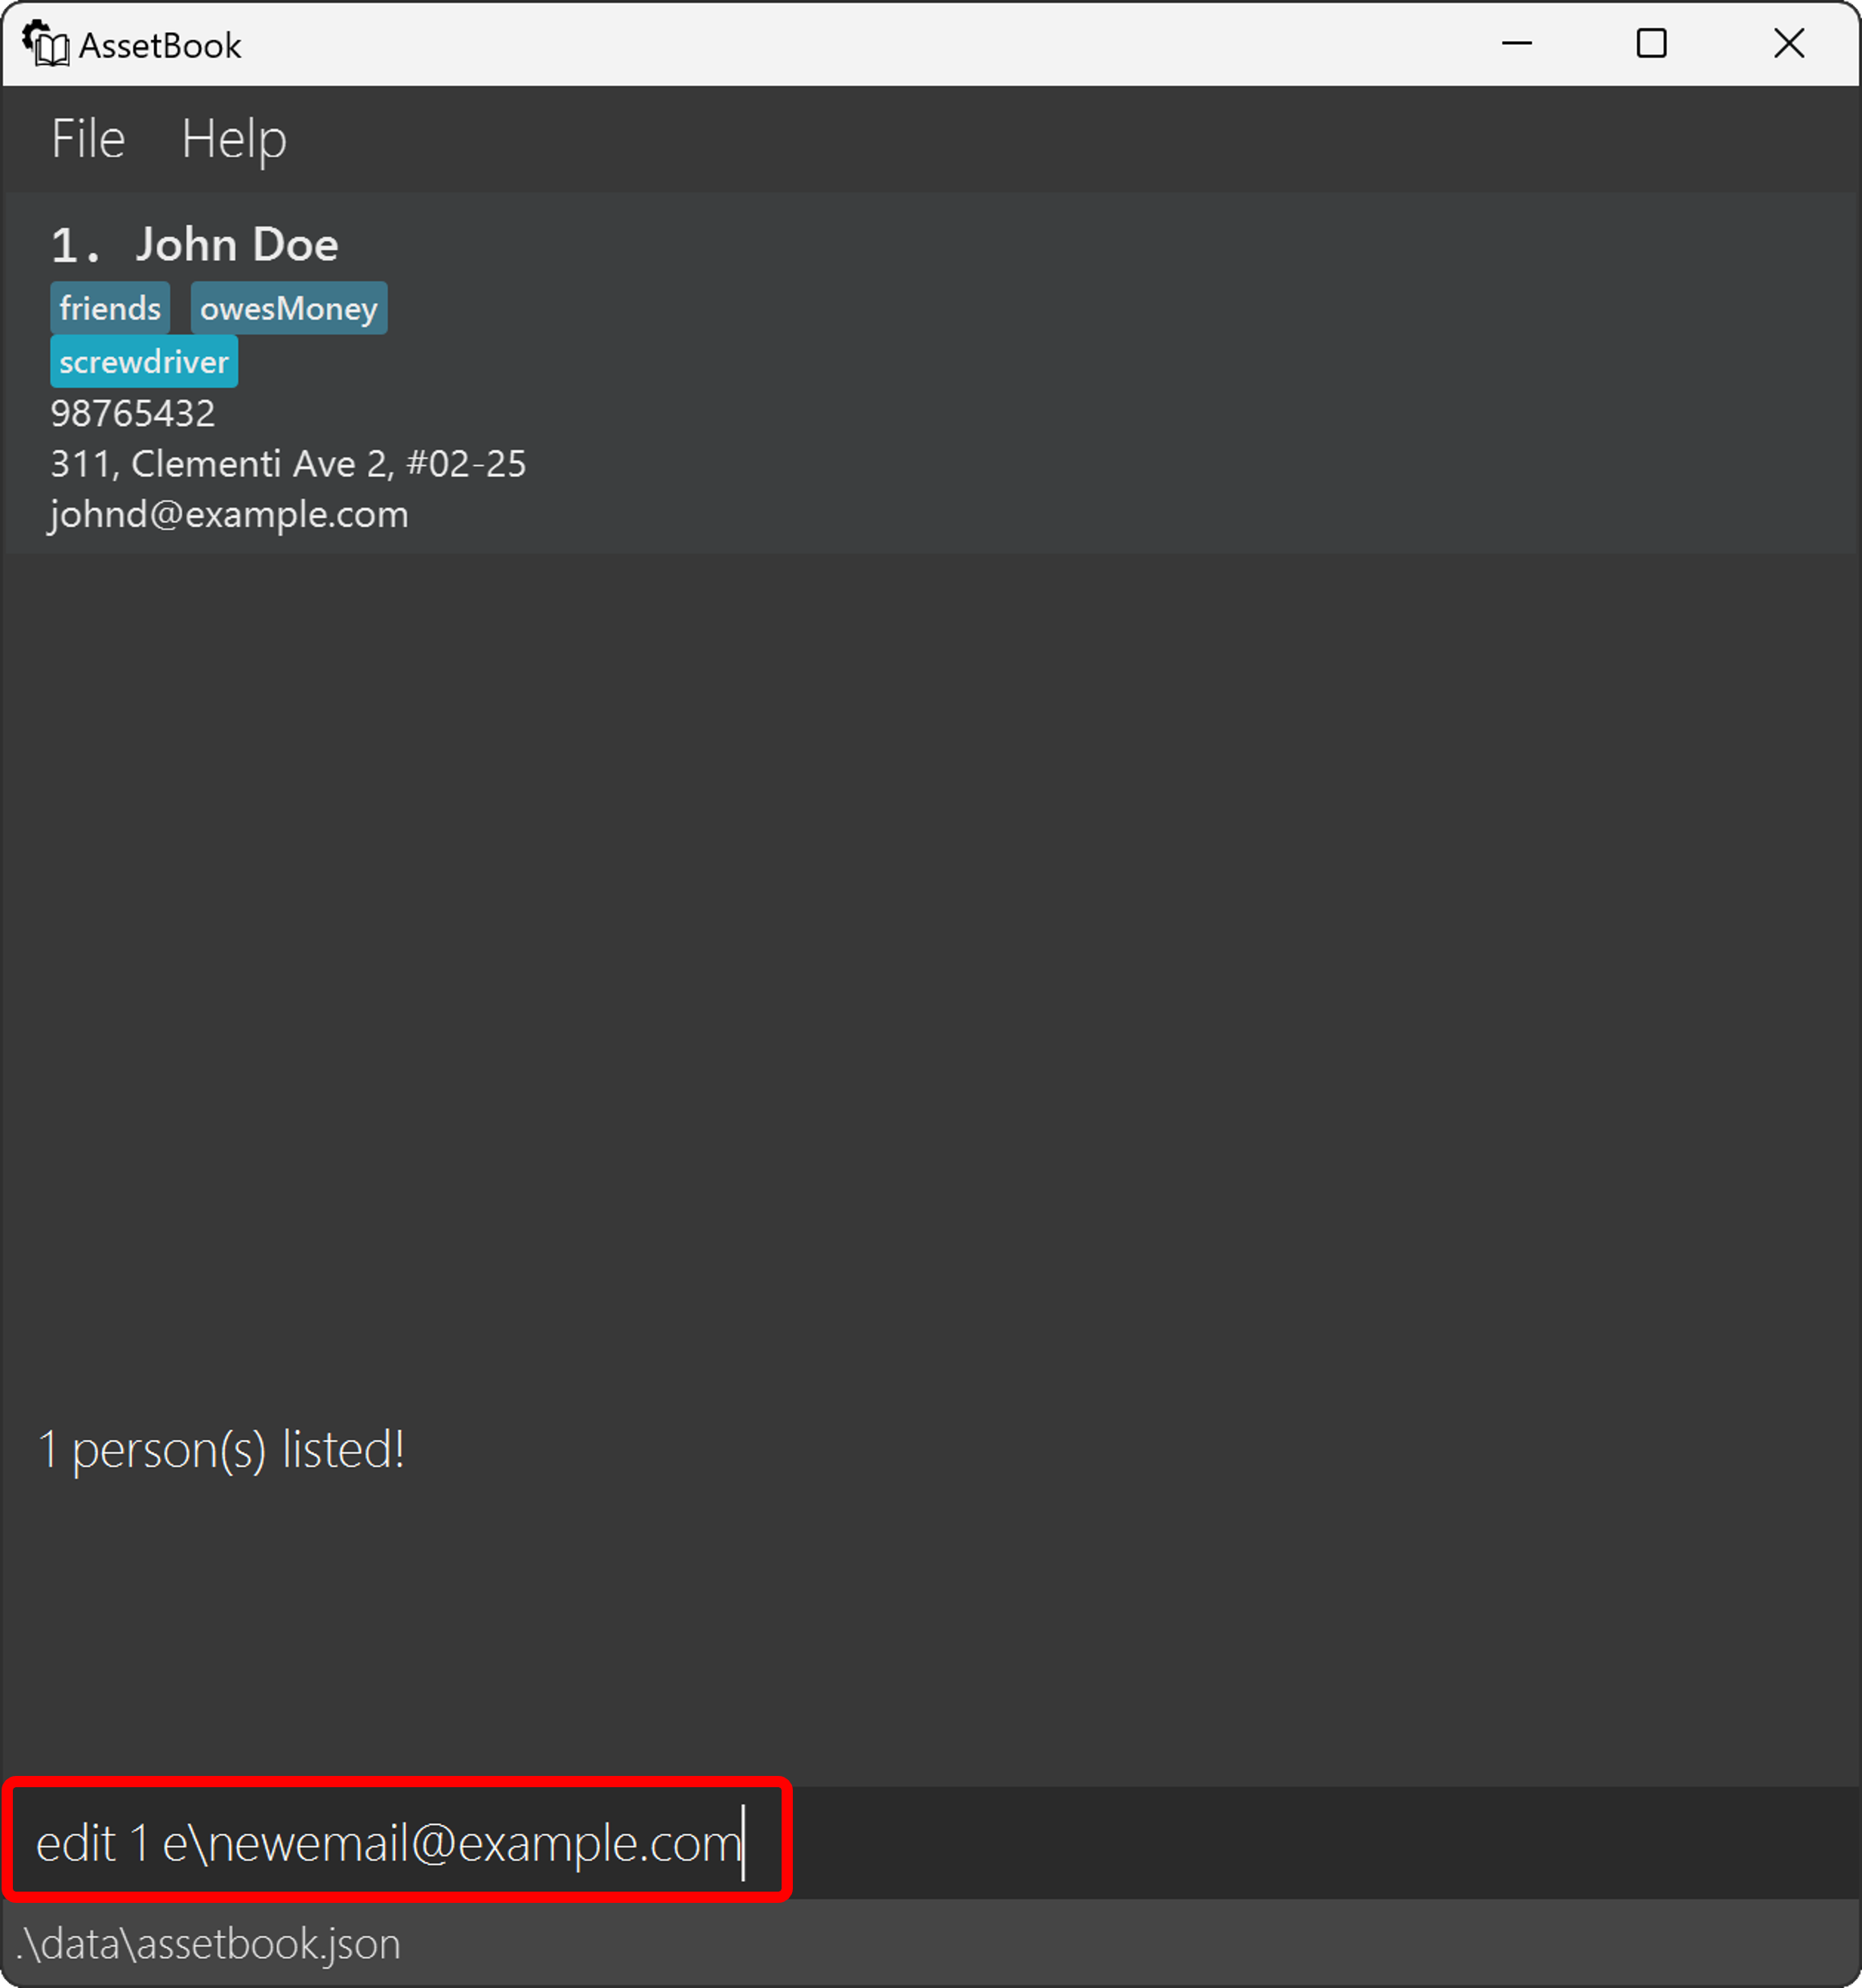 AssetBook
File Help
1. John Doe
friends owesMoney
screwdriver
98765432
311, Clementi Ave 2, #02-25
johnd@example.com
1 person(s) listed!
edit 1 e\newemail@example.com
.\data\assetbook.json